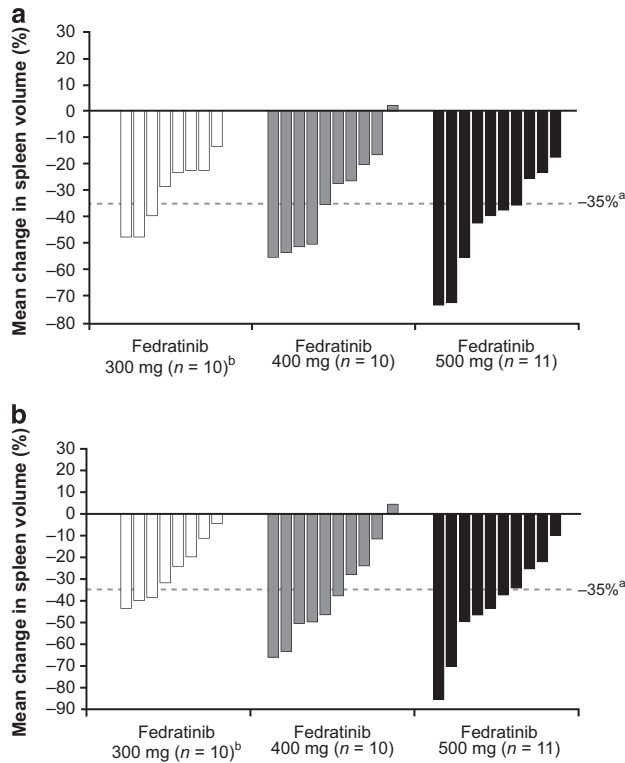 a
Mean change in spleen volume (%)
30
20
10
0
–10
–20
–30
–40
–50
–60
–70
–80
–35%ᵃ
Fedratinib
300 mg (n = 10)ᵇ
Fedratinib
400 mg (n = 10)
Fedratinib
500 mg (n = 11)
b
Mean change in spleen volume (%)
30
20
10
0
–10
–20
–30
–40
–50
–60
–70
–80
–90
–35%ᵃ
Fedratinib
300 mg (n = 10)ᵇ
Fedratinib
400 mg (n = 10)
Fedratinib
500 mg (n = 11)